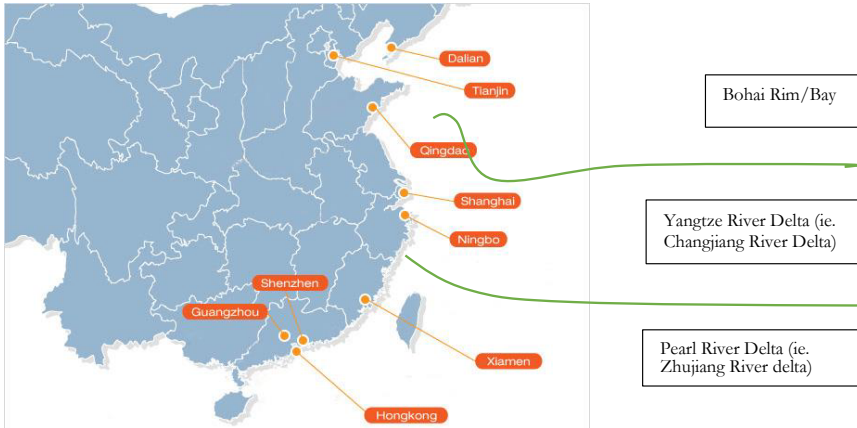 Dalian
Tianjin
Bohai Rim/Bay
Qingdao
Shanghai
Yangtze River Delta (ie.
Changjiang River Delta)
Ningbo
Shenzhen
Guangzhou
Pearl River Delta (ie.
Zhujiang River delta)
Xiamen
Hongkong